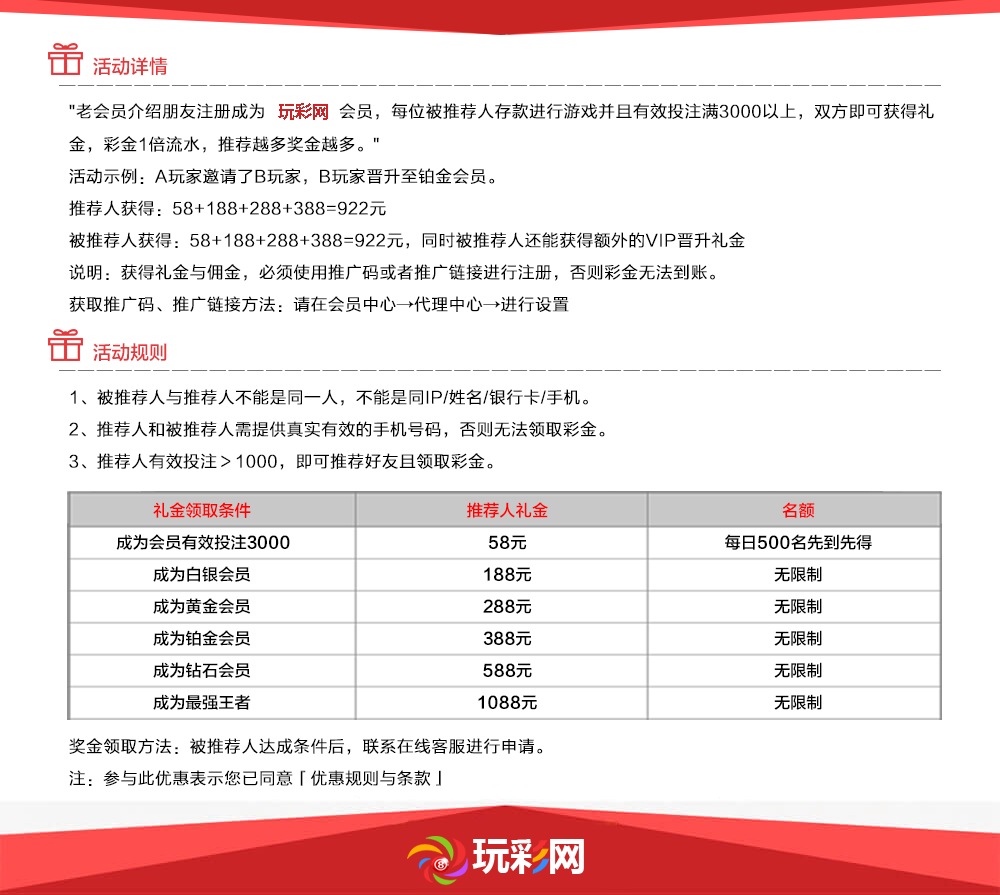 活动详情
"老会员介绍朋友注册成为 玩彩网 会员，每位被推荐人存款进行游戏并且有效投注满3000以上，双方即可获得礼
金，彩金1倍流水，推荐越多奖金越多。"
活动示例：A玩家邀请了B玩家，B玩家晋升至铂金会员。
推荐人获得：58+188+288+388=922元
被推荐人获得：58+188+288+388=922元，同时被推荐人还能获得额外的VIP晋升礼金
说明：获得礼金与佣金，必须使用推广码或者推广链接进行注册，否则彩金无法到账。
获取推广码、推广链接方法：请在会员中心→代理中心→进行设置
活动规则
1、被推荐人与推荐人不能是同一人，不能是同IP/姓名/银行卡/手机。
2、推荐人和被推荐人需提供真实有效的手机号码，否则无法领取彩金。
3、推荐人有效投注＞1000，即可推荐好友且领取彩金。
礼金领取条件 推荐人礼金 名额
成为会员有效投注3000 58元 每日500名先到先得
成为白银会员 188元 无限制
成为黄金会员 288元 无限制
成为铂金会员 388元 无限制
成为钻石会员 588元 无限制
成为最强王者 1088元 无限制
奖金领取方法：被推荐人达成条件后，联系在线客服进行申请。
注：参与此优惠表示您已同意「优惠规则与条款」
8 玩彩网